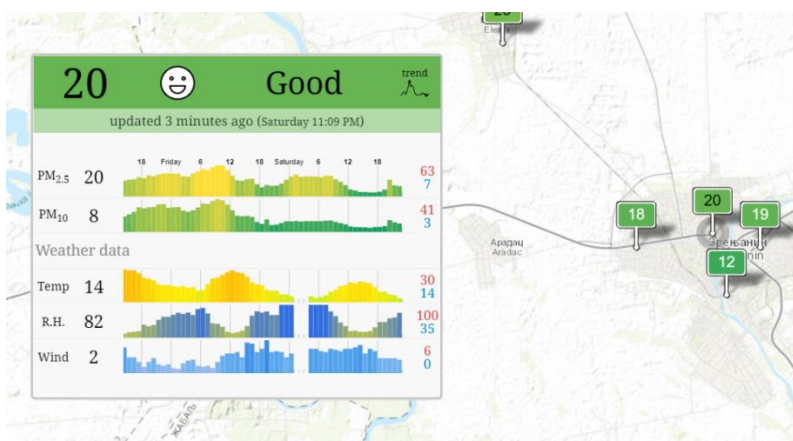 20 Good trend
updated 3 minutes ago (Saturday 11:09 PM)
18 Friday 6 12 18 Saturday 6 12 18
PM2.5 20 63
7
PM10 8 41
3
Weather data
Temp 14 30
14
R.H. 82 100
35
Wind 2 6
0
20
18
20
19
12
Арадац
Aradac